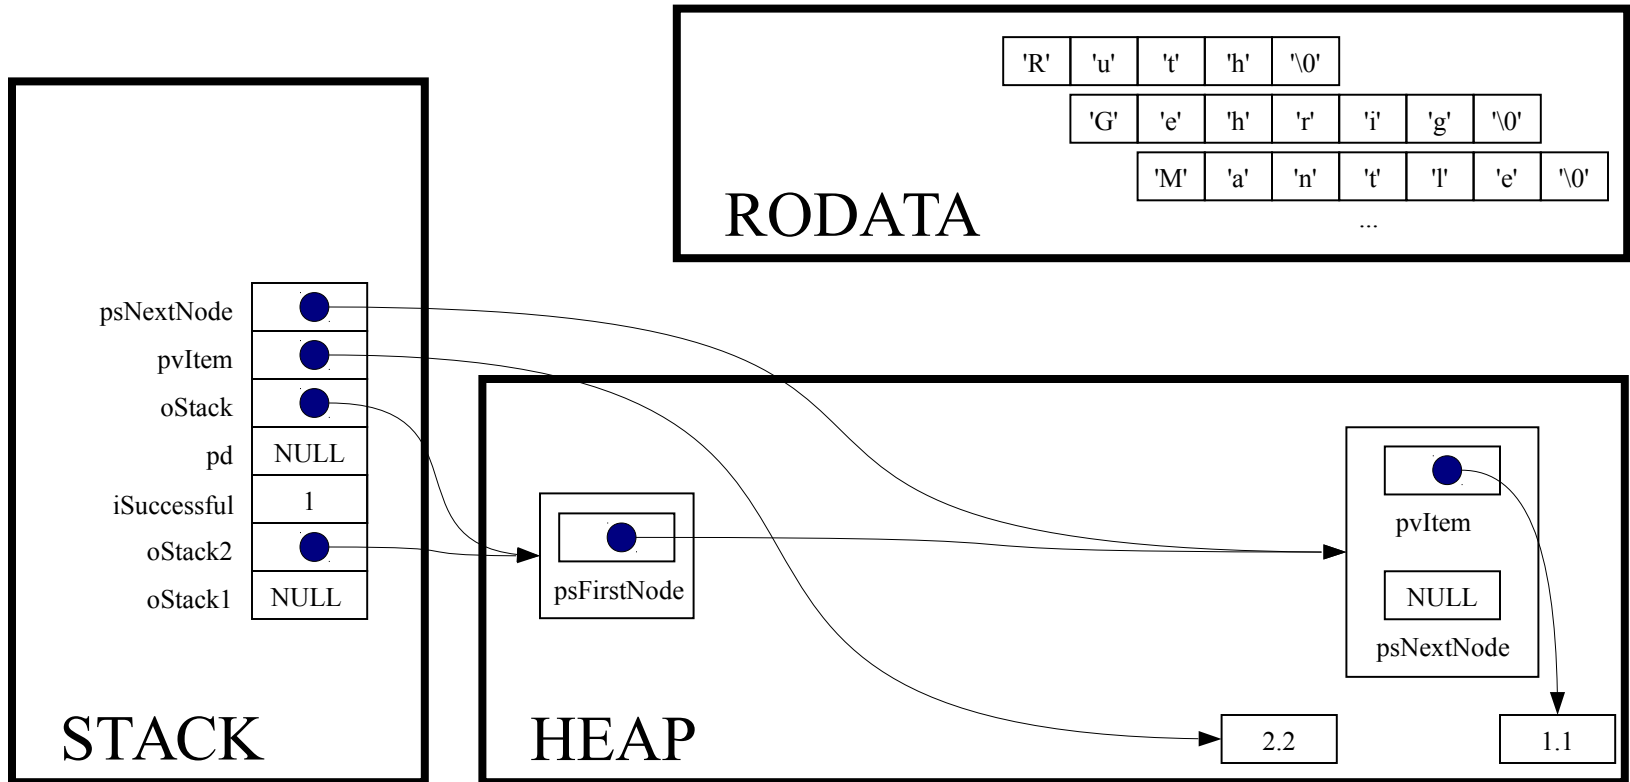 'R' 'u' 't' 'h' '\0'
'G' 'e' 'h' 'r' 'i' 'g' '\0'
'M' 'a' 'n' 't' 'l' 'e' '\0'
...
RODATA
psNextNode
pvItem
oStack
pd NULL
iSuccessful 1
oStack2
oStack1 NULL
STACK
psFirstNode
pvItem
NULL
psNextNode
2.2
1.1
HEAP